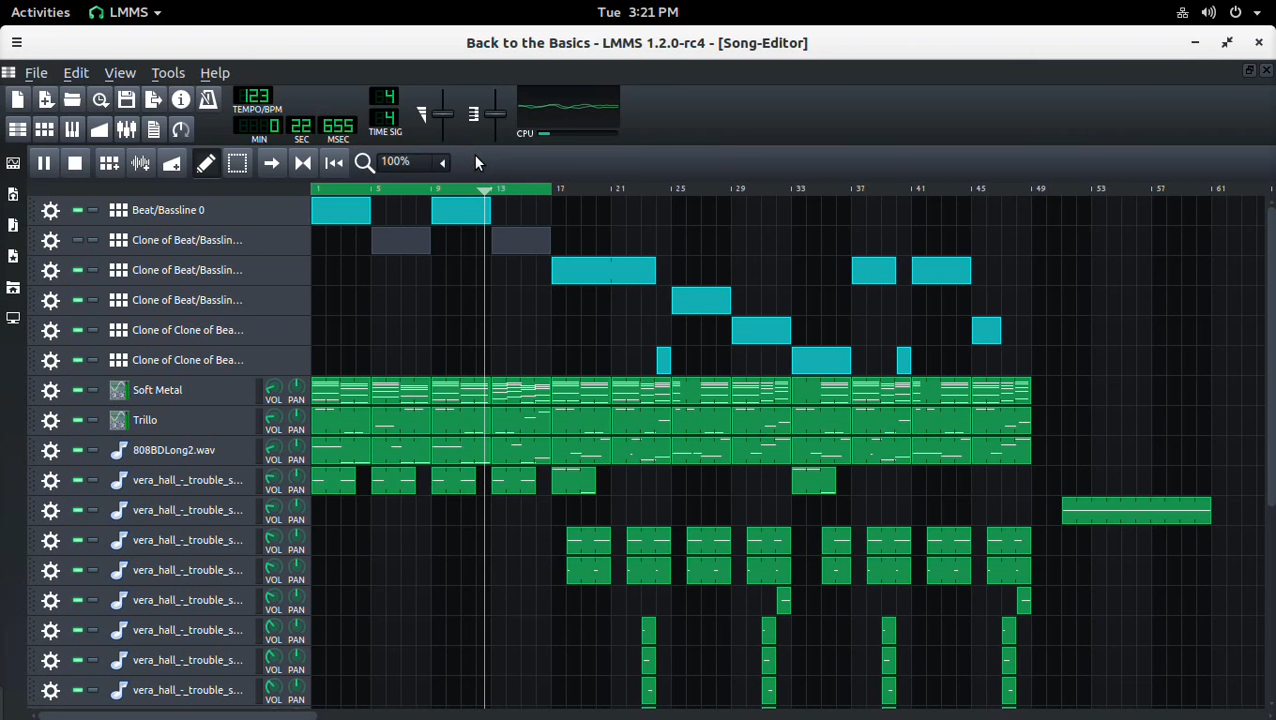 Activities LMMS Tue 3:21 PM
Back to the Basics - LMMS 1.2.0-rc4 - [Song-Editor]
File Edit View Tools Help
123
TEMPO/BPM
0 22 655
MIN SEC MSEC
4
4
TIME SIG
CPU
100%
1 5 9 13 17 21 25 29 33 37 41 45 49 53 57 61
Beat/Bassline 0
Clone of Beat/Basslin...
Clone of Beat/Basslin...
Clone of Beat/Basslin...
Clone of Clone of Bea...
Clone of Clone of Bea...
Soft Metal VOL PAN
Trillo VOL PAN
808BDLong2.wav VOL PAN
vera_hall_-_trouble_s... VOL PAN
vera_hall_-_trouble_s... VOL PAN
vera_hall_-_trouble_s... VOL PAN
vera_hall_-_trouble_s... VOL PAN
vera_hall_-_trouble_s... VOL PAN
vera_hall_-_trouble_s... VOL PAN
vera_hall_-_trouble_s... VOL PAN
vera_hall_-_trouble_s... VOL PAN